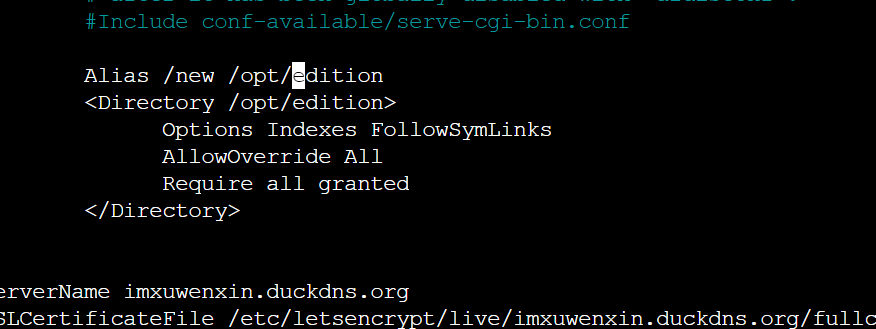 #Include conf-available/serve-cgi-bin.conf
Alias /new /opt/edition
<Directory /opt/edition>
Options Indexes FollowSymLinks
AllowOverride All
Require all granted
</Directory>
erverName imxuwenxin.duckdns.org
SLCertificateFile /etc/letsencrypt/live/imxuwenxin.duckdns.org/fullc